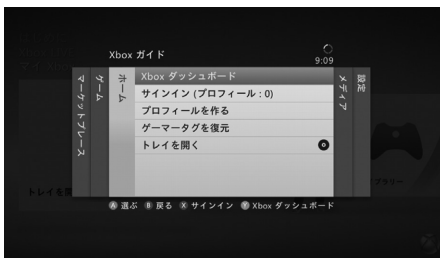 Xbox ガイド
9:09
マーケットプレース
ゲーム
ホーム
Xbox ダッシュボード
サインイン (プロフィール : 0)
プロフィールを作る
ゲーマータグを復元
トレイを開く
メディア
設定
A 選ぶ B 戻る X サインイン Y Xbox ダッシュボード